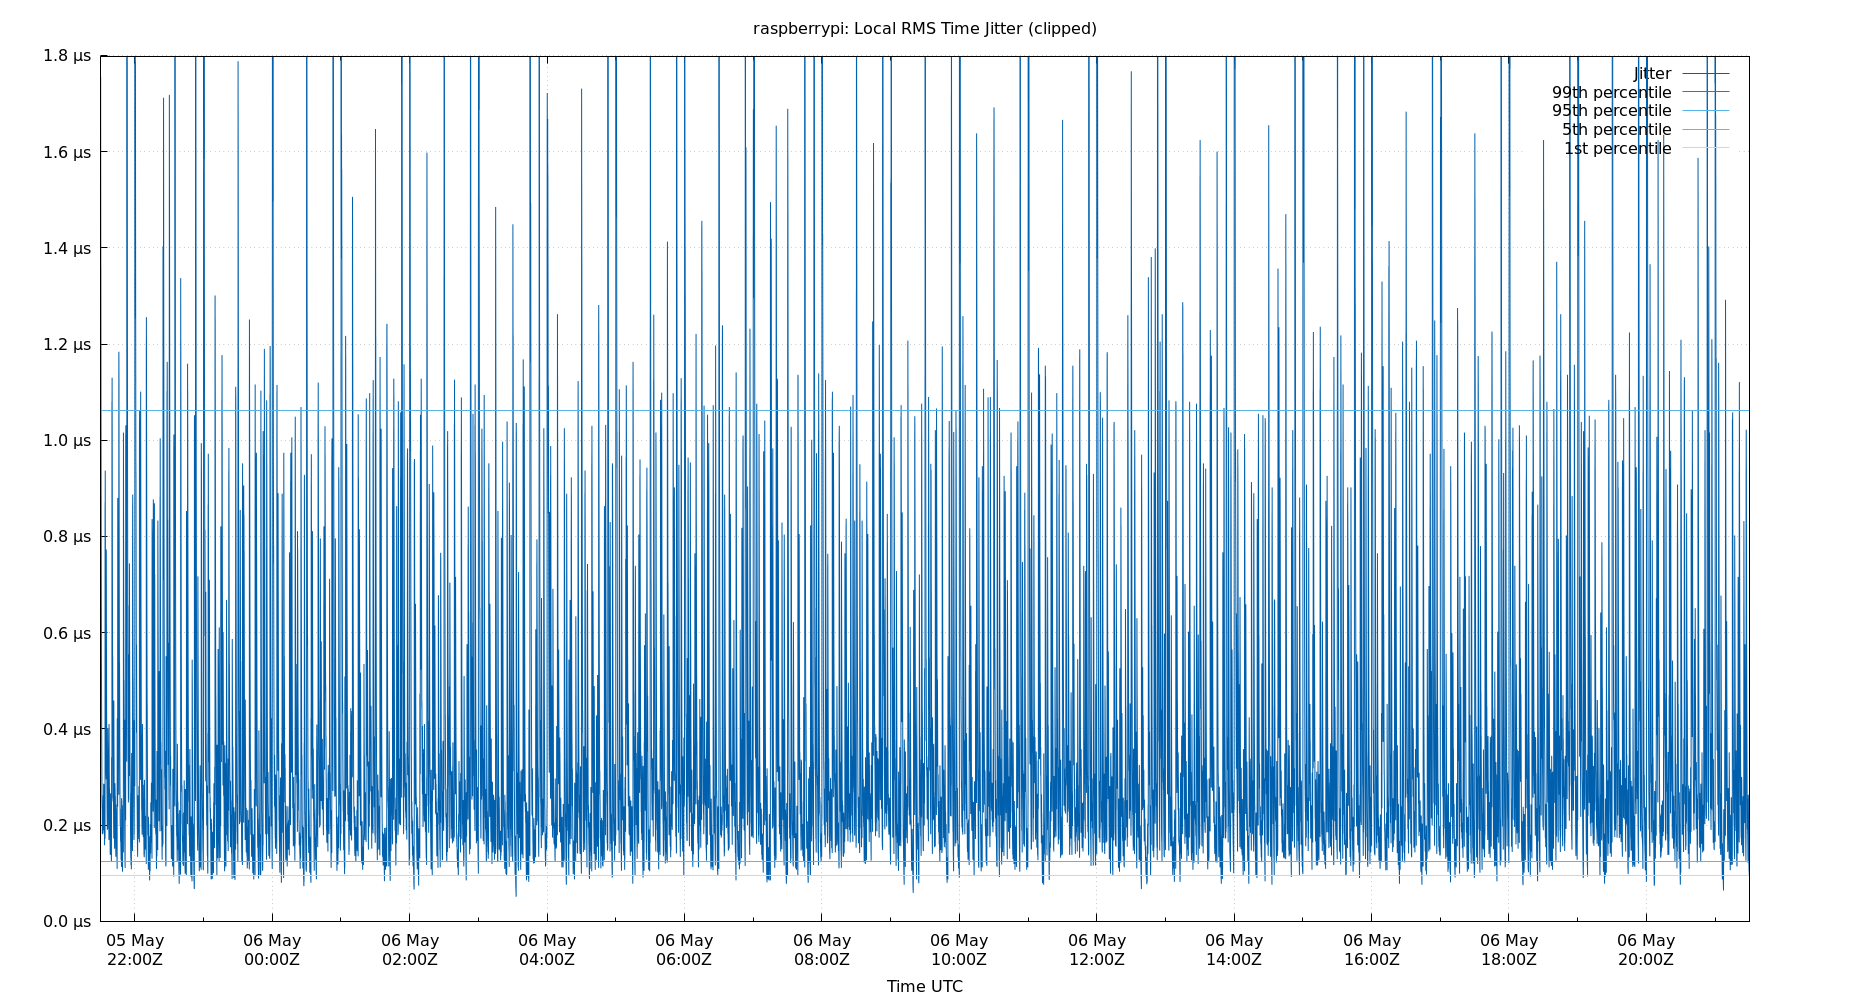 raspberrypi: Local RMS Time Jitter (clipped)
1.8 µs
1.6 µs
1.4 µs
1.2 µs
1.0 µs
0.8 µs
0.6 µs
0.4 µs
0.2 µs
0.0 µs
Jitter
99th percentile
95th percentile
5th percentile
1st percentile
05 May 06 May 06 May 06 May 06 May 06 May 06 May 06 May 06 May 06 May 06 May 06 May
22:00Z 00:00Z 02:00Z 04:00Z 06:00Z 08:00Z 10:00Z 12:00Z 14:00Z 16:00Z 18:00Z 20:00Z
Time UTC